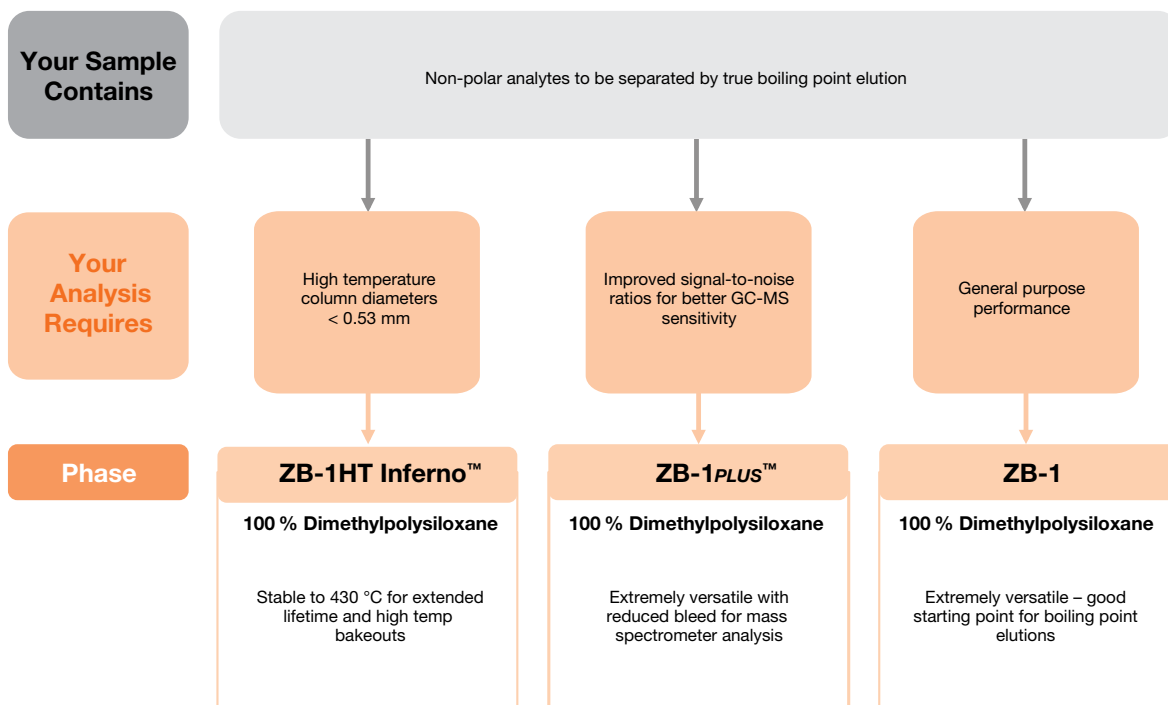 Your Sample
Contains
Non-polar analytes to be separated by true boiling point elution
Your
Analysis
Requires
High temperature
column diameters
< 0.53 mm
Improved signal-to-noise
ratios for better GC-MS
sensitivity
General purpose
performance
Phase
ZB-1HT Inferno™
ZB-1PLUS™
ZB-1
100 % Dimethylpolysiloxane
100 % Dimethylpolysiloxane
100 % Dimethylpolysiloxane
Stable to 430 °C for extended
lifetime and high temp
bakeouts
Extremely versatile with
reduced bleed for mass
spectrometer analysis
Extremely versatile – good
starting point for boiling point
elutions